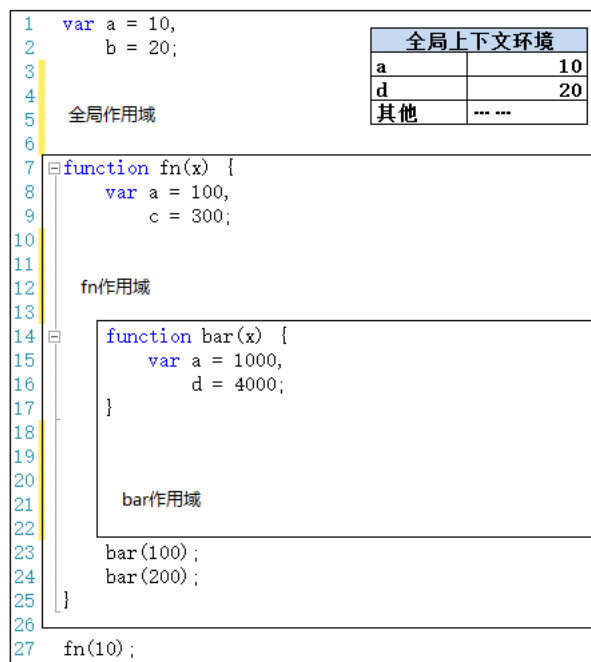 1 var a = 10,
2 b = 20;
全局上下文环境
a 10
d 20
其他 … …
3
4
5 全局作用域
6
7 function fn(x) {
8 var a = 100,
9 c = 300;
10
11
12 fn作用域
13
14 function bar(x) {
15 var a = 1000,
16 d = 4000;
17 }
18
19
20
21 bar作用域
22
23 bar(100);
24 bar(200);
25 }
26
27 fn(10);